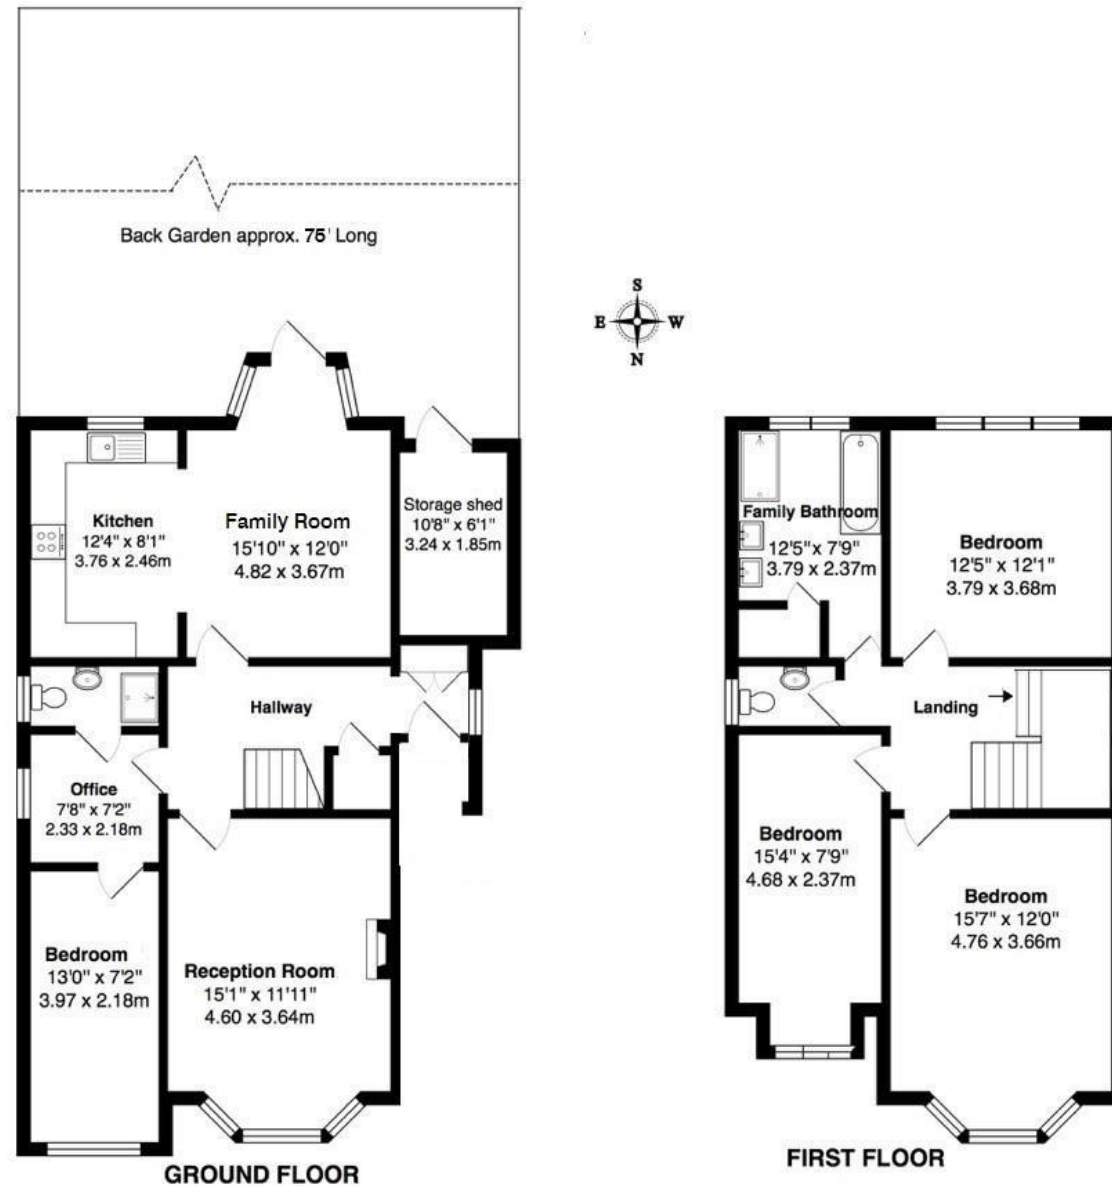 Back Garden approx. 75' Long
S
E W
N
Kitchen
12'4" x 8'1"
3.76 x 2.46m
Family Room
15'10" x 12'0"
4.82 x 3.67m
Storage shed
10'8" x 6'1"
3.24 x 1.85m
Hallway
Office
7'8" x 7'2"
2.33 x 2.18m
Bedroom
13'0" x 7'2"
3.97 x 2.18m
Reception Room
15'1" x 11'11"
4.60 x 3.64m
GROUND FLOOR
Family Bathroom
12'5" x 7'9"
3.79 x 2.37m
Bedroom
12'5" x 12'1"
3.79 x 3.68m
Landing
Bedroom
15'4" x 7'9"
4.68 x 2.37m
Bedroom
15'7" x 12'0"
4.76 x 3.66m
FIRST FLOOR